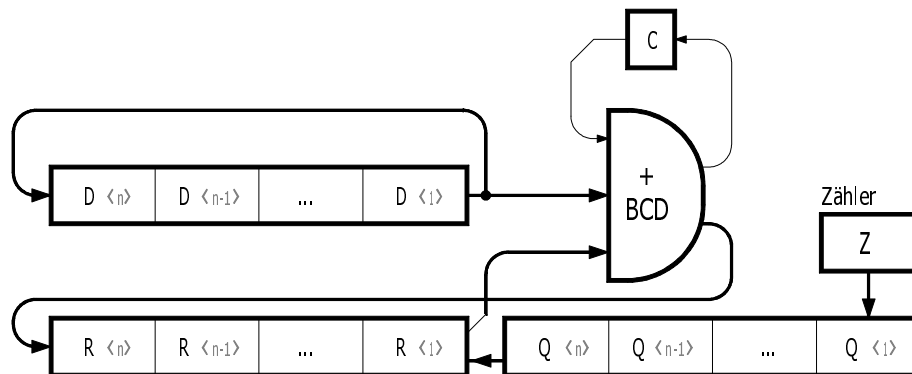 C
+
BCD
D <n> D <n-1> ... D <1>
Zähler
Z
R <n> R <n-1> ... R <1>
Q <n> Q <n-1> ... Q <1>